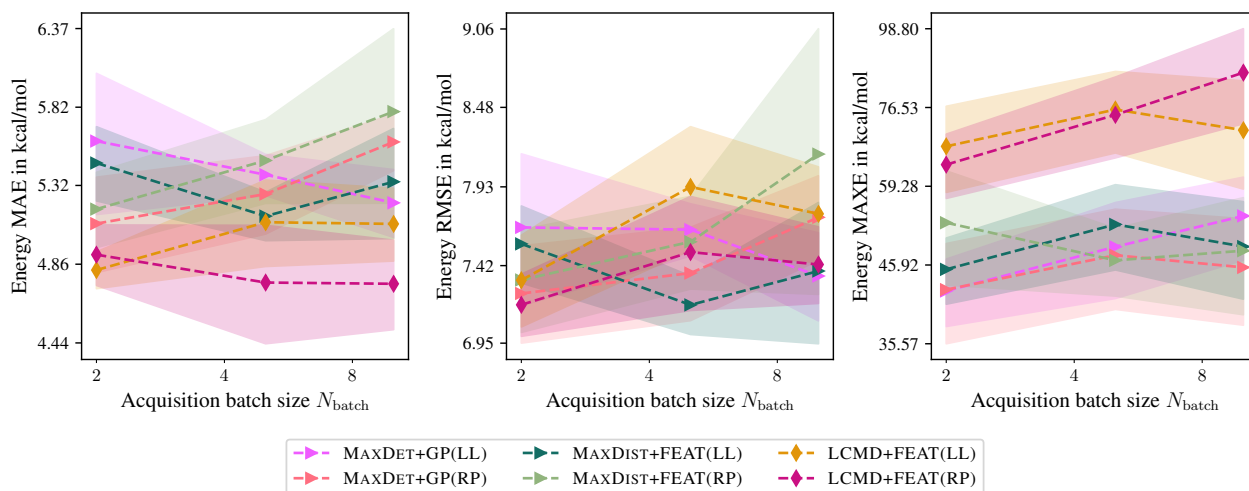 6.37
5.82
5.32
4.86
4.44
Energy MAE in kcal/mol
2 4 8
Acquisition batch size N_batch
9.06
8.48
7.93
7.42
6.95
Energy RMSE in kcal/mol
2 4 8
Acquisition batch size N_batch
98.80
76.53
59.28
45.92
35.57
Energy MAXE in kcal/mol
2 4 8
Acquisition batch size N_batch
MAXDET+GP(LL) MAXDIST+FEAT(LL) LCMD+FEAT(LL)
MAXDET+GP(RP) MAXDIST+FEAT(RP) LCMD+FEAT(RP)